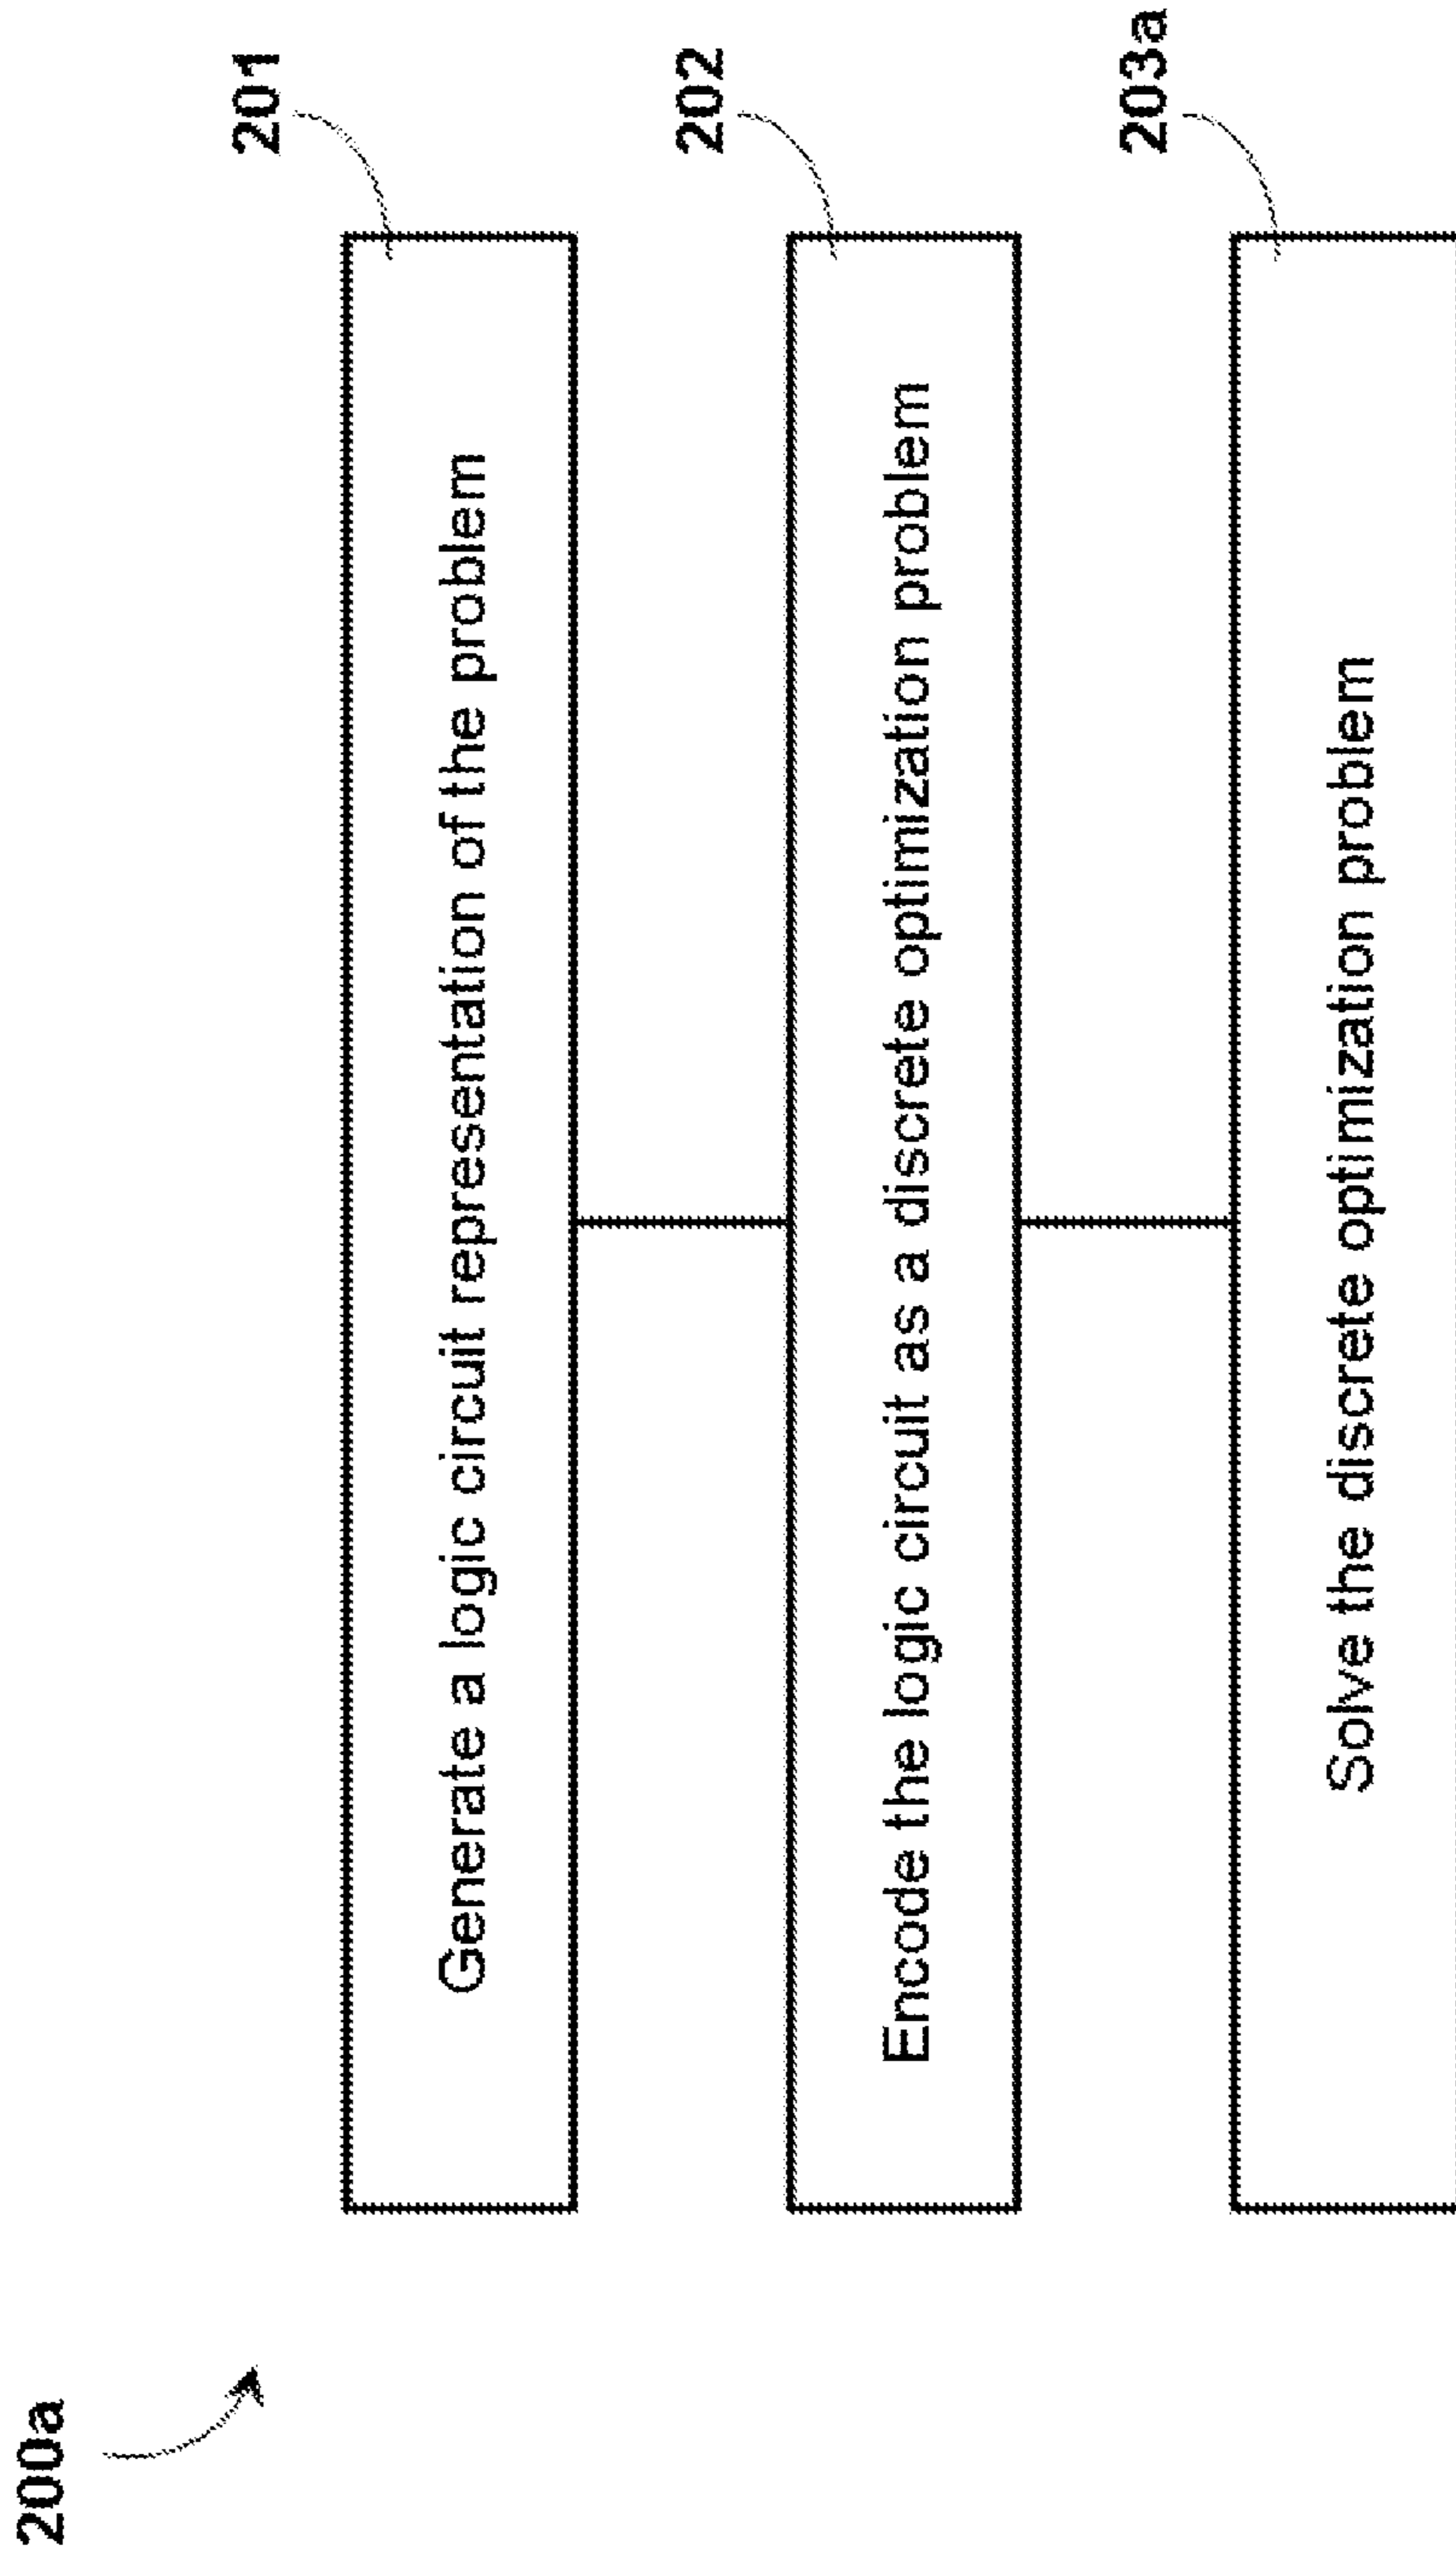 200a
201
Generate a logic circuit representation of the problem
202
Encode the logic circuit as a discrete optimization problem
203a
Solve the discrete optimization problem